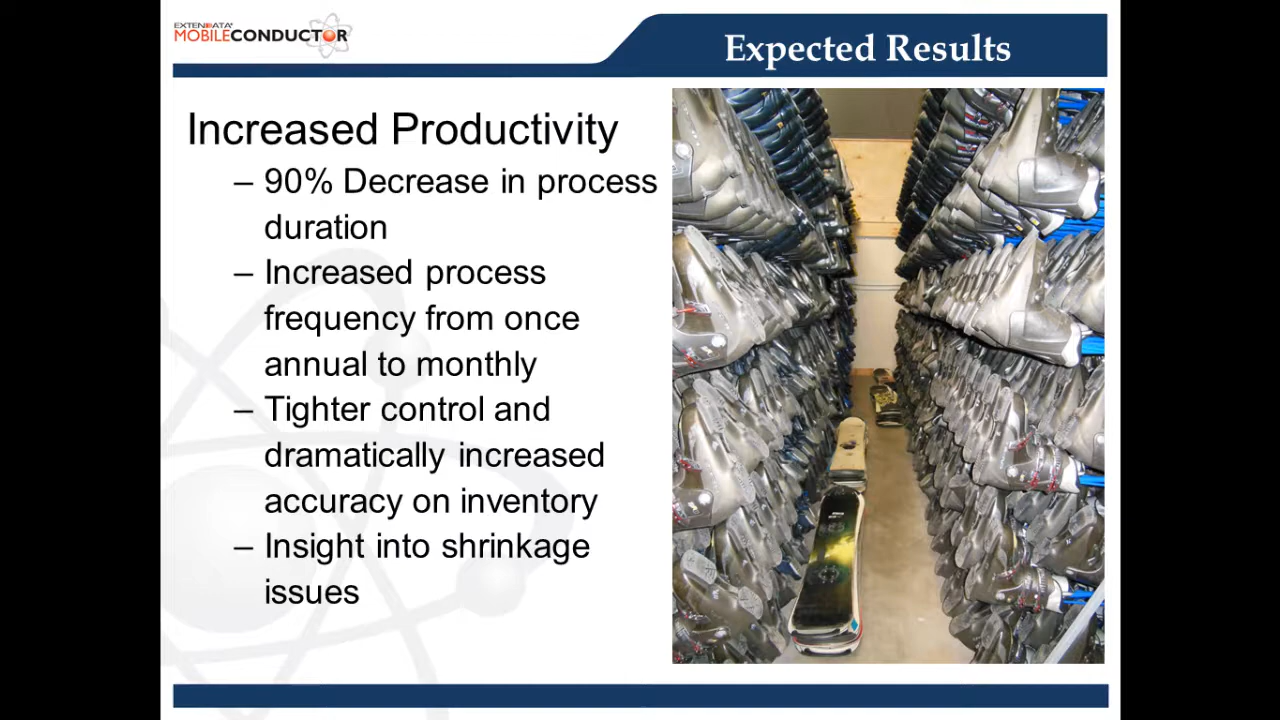 EXTENDATA
MOBILECONDUCTOR
Expected Results
Increased Productivity
– 90% Decrease in process
duration
– Increased process
frequency from once
annual to monthly
– Tighter control and
dramatically increased
accuracy on inventory
– Insight into shrinkage
issues